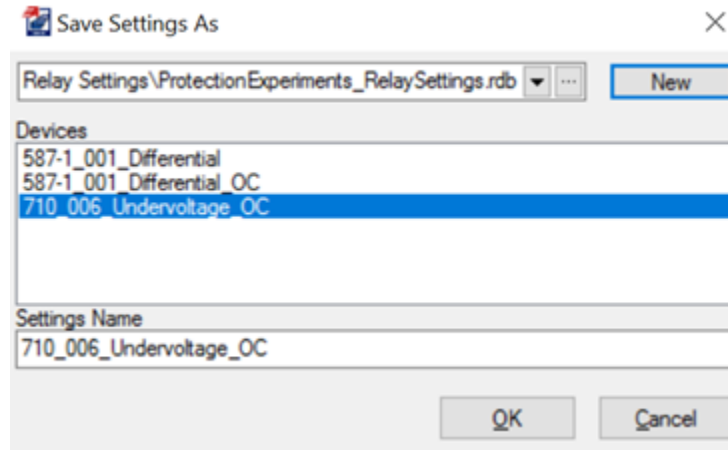 Save Settings As
Relay Settings\ProtectionExperiments_RelaySettings.rdb ... New
Devices
587-1_001_Differential
587-1_001_Differential_OC
710_006_Undervoltage_OC
Settings Name
710_006_Undervoltage_OC
OK Cancel